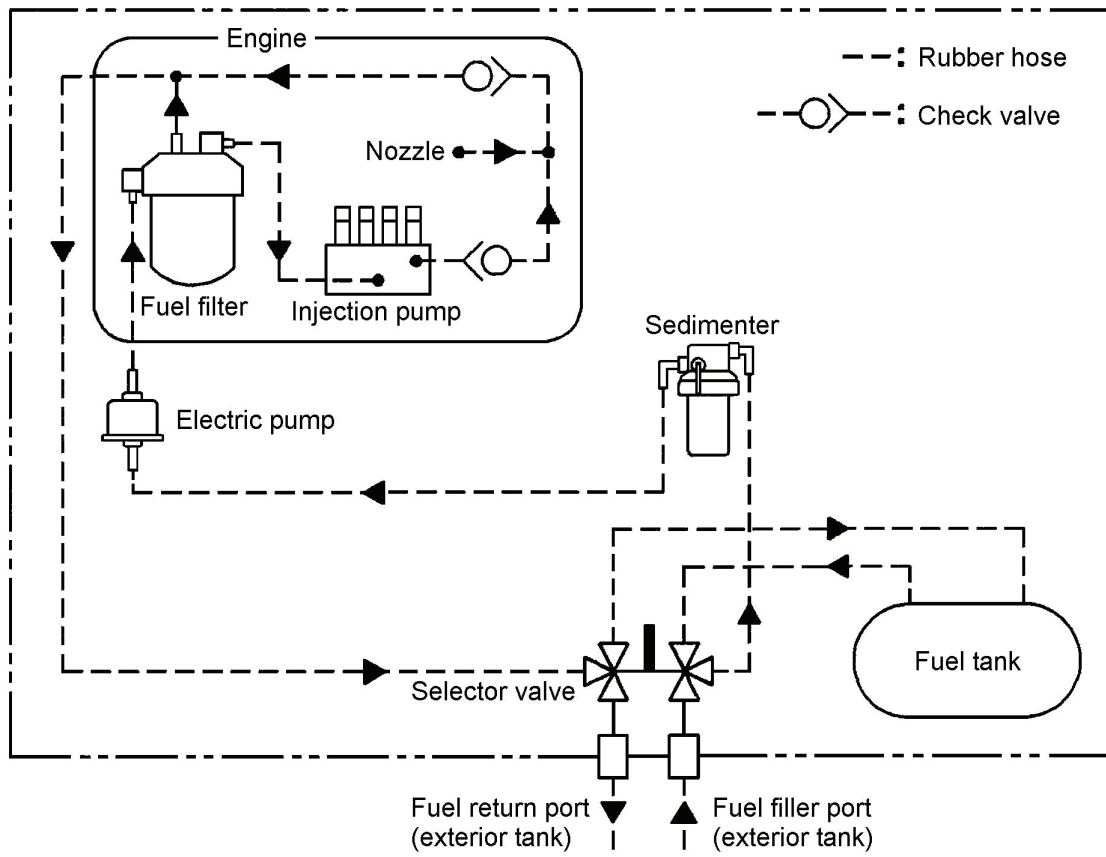 Engine
Rubber hose
Check valve
Nozzle
Fuel filter
Injection pump
Sedimenter
Electric pump
Fuel tank
Selector valve
Fuel return port
(exterior tank)
Fuel filler port
(exterior tank)